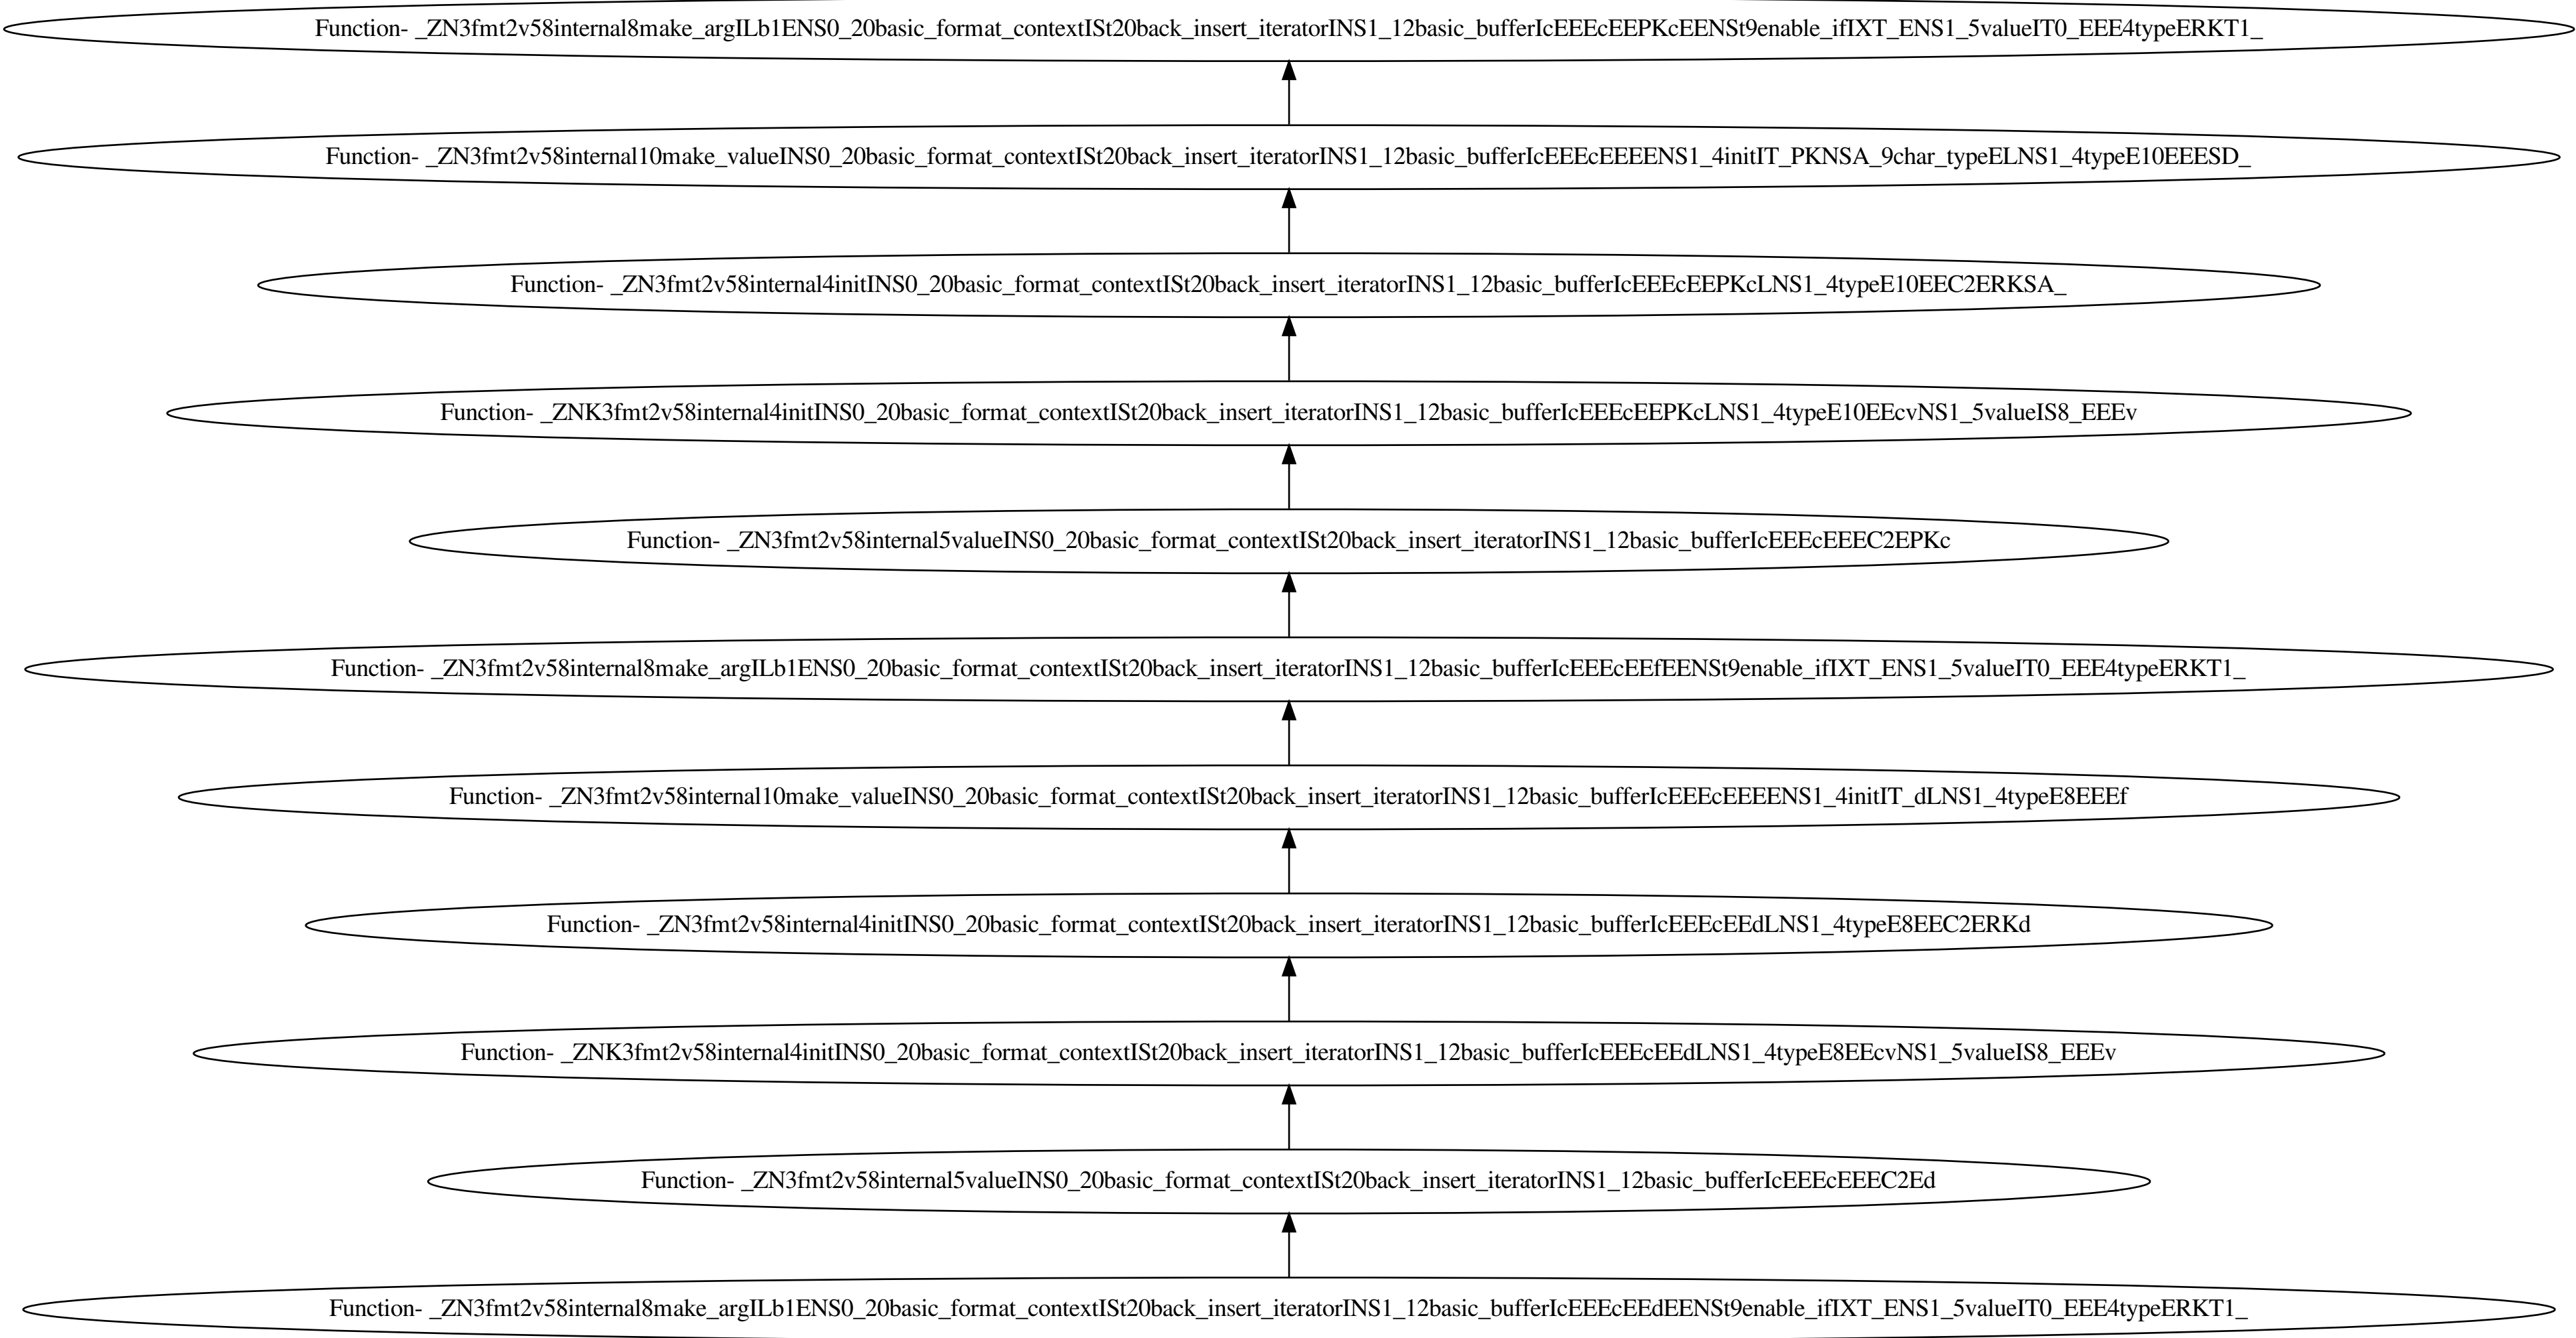 Function- _ZN3fmt2v58internal8make_argILb1ENS0_20basic_format_contextISt20back_insert_iteratorINS1_12basic_bufferIcEEEcEEPKcEENSt9enable_ifIXT_ENS1_5valueIT0_EEE4typeERKT1_
Function- _ZN3fmt2v58internal10make_valueINS0_20basic_format_contextISt20back_insert_iteratorINS1_12basic_bufferIcEEEcEEEENS1_4initIT_PKNSA_9char_typeELNS1_4typeE10EEESD_
Function- _ZN3fmt2v58internal4initINS0_20basic_format_contextISt20back_insert_iteratorINS1_12basic_bufferIcEEEcEEPKcLNS1_4typeE10EEC2ERKSA_
Function- _ZNK3fmt2v58internal4initINS0_20basic_format_contextISt20back_insert_iteratorINS1_12basic_bufferIcEEEcEEPKcLNS1_4typeE10EEcvNS1_5valueIS8_EEEv
Function- _ZN3fmt2v58internal5valueINS0_20basic_format_contextISt20back_insert_iteratorINS1_12basic_bufferIcEEEcEEEC2EPKc
Function- _ZN3fmt2v58internal8make_argILb1ENS0_20basic_format_contextISt20back_insert_iteratorINS1_12basic_bufferIcEEEcEEfEENSt9enable_ifIXT_ENS1_5valueIT0_EEE4typeERKT1_
Function- _ZN3fmt2v58internal10make_valueINS0_20basic_format_contextISt20back_insert_iteratorINS1_12basic_bufferIcEEEcEEEENS1_4initIT_dLNS1_4typeE8EEEf
Function- _ZN3fmt2v58internal4initINS0_20basic_format_contextISt20back_insert_iteratorINS1_12basic_bufferIcEEEcEEdLNS1_4typeE8EEC2ERKd
Function- _ZNK3fmt2v58internal4initINS0_20basic_format_contextISt20back_insert_iteratorINS1_12basic_bufferIcEEEcEEdLNS1_4typeE8EEcvNS1_5valueIS8_EEEv
Function- _ZN3fmt2v58internal5valueINS0_20basic_format_contextISt20back_insert_iteratorINS1_12basic_bufferIcEEEcEEEC2Ed
Function- _ZN3fmt2v58internal8make_argILb1ENS0_20basic_format_contextISt20back_insert_iteratorINS1_12basic_bufferIcEEEcEEdEENSt9enable_ifIXT_ENS1_5valueIT0_EEE4typeERKT1_